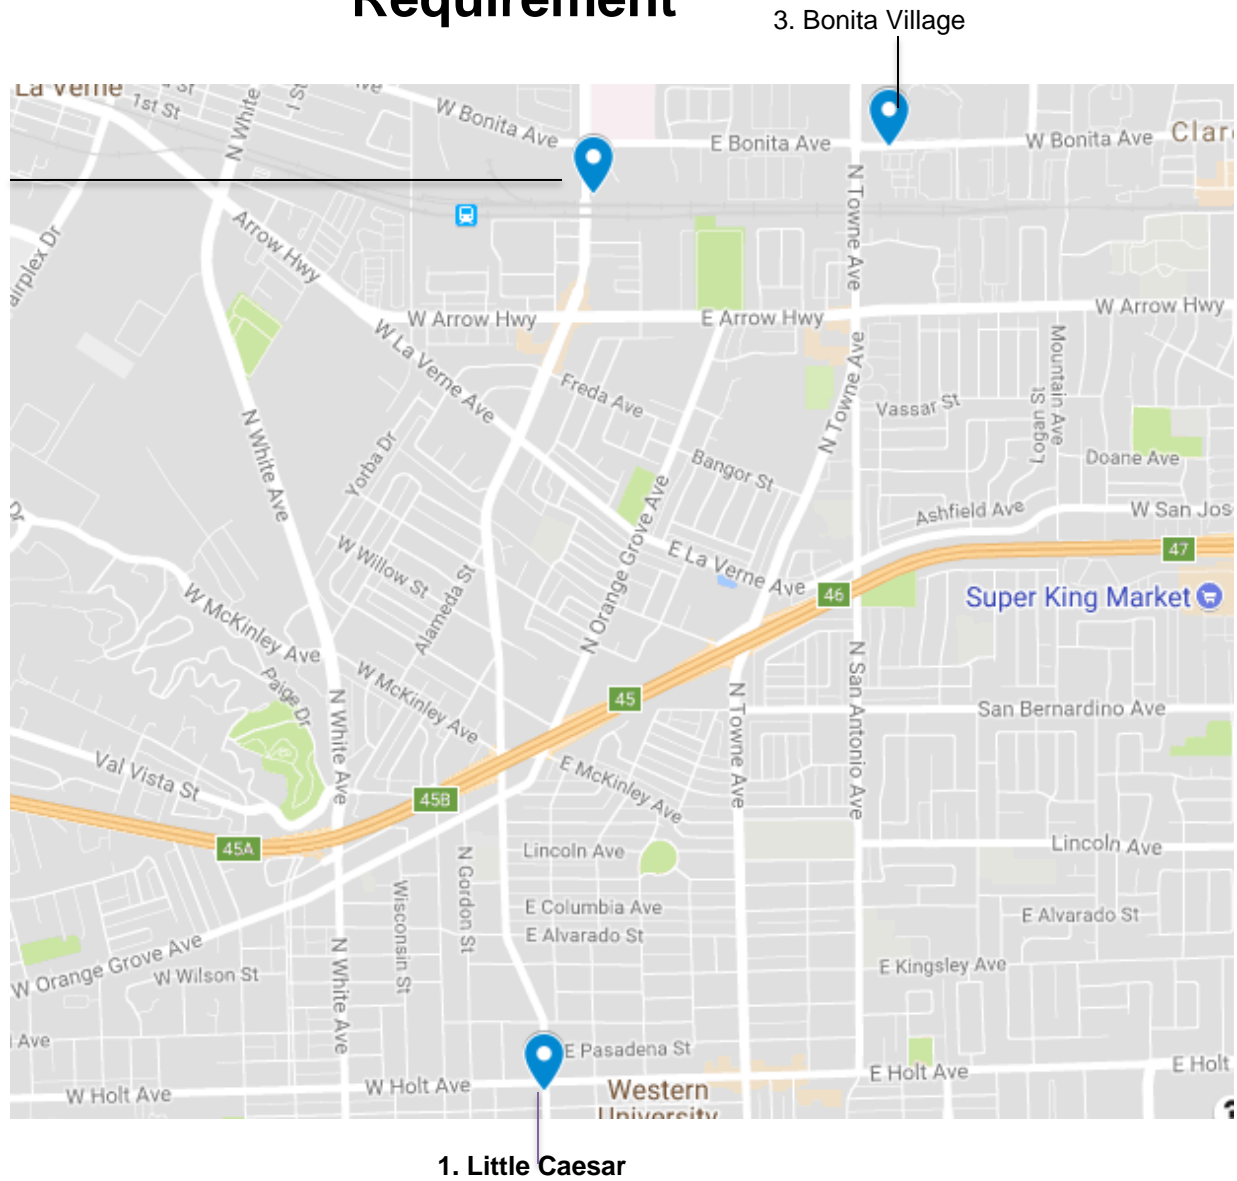 Requirement
3. Bonita Village
La Verne
1st St
N White
I St
W Bonita Ave
E Bonita Ave
W Bonita Ave
N Towne Ave
Arrow Hwy
W Arrow Hwy
E Arrow Hwy
W Arrow Hwy
W La Verne Ave
Freda Ave
N Towne Ave
Mountain Ave
Logan St
Vassar St
N White Ave
Yorba Dr
Bangor St
Doane Ave
Dr
N Orange Grove Ave
Ashfield Ave
W San Jos
W Willow St
E La Verne Ave
47
46
Alameda St
W McKinley Ave
Super King Market
Paige Dr
W McKinley Ave
N White Ave
45
N Towne Ave
N San Antonio Ave
San Bernardino Ave
Val Vista St
E McKinley Ave
45B
45A
Lincoln Ave
Lincoln Ave
N Gordon St
Wisconsin St
E Columbia Ave
E Alvarado St
E Alvarado St
W Orange Grove Ave
W Wilson St
N White Ave
E Kingsley Ave
Ave
E Pasadena St
W Holt Ave
W Holt Ave
E Holt Ave
E Holt
Western
University
1. Little Caesar